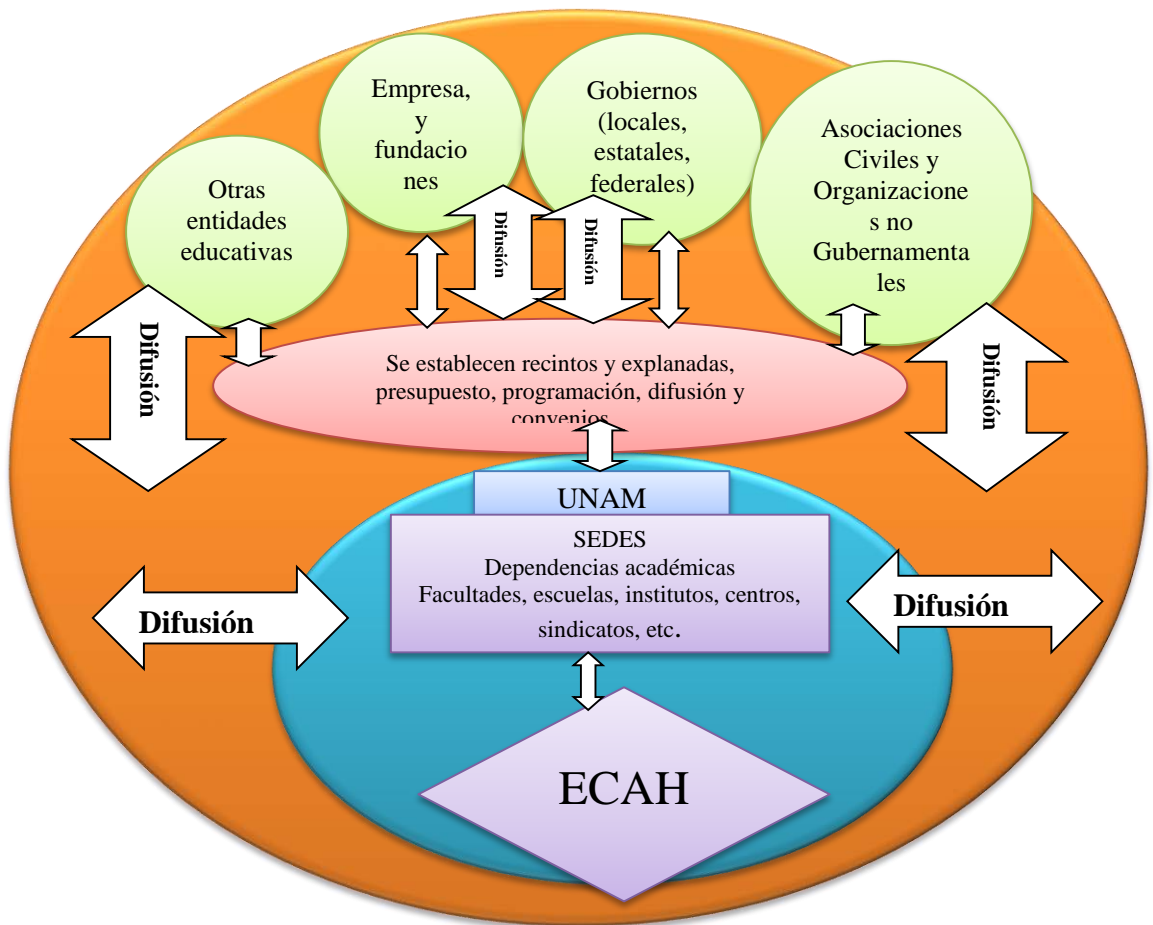 Empresa,
y
fundacio
nes
Gobiernos
(locales,
estatales,
federales)
Asociaciones
Civiles y
Organizacione
s no
Gubernamenta
les
Otras
entidades
educativas
Difusión
Difusión
Difusión
Difusión
Se establecen recintos y explanadas,
presupuesto, programación, difusión y
convenios
UNAM
SEDES
Dependencias académicas
Facultades, escuelas, institutos, centros,
sindicatos, etc.
Difusión
Difusión
ECAH